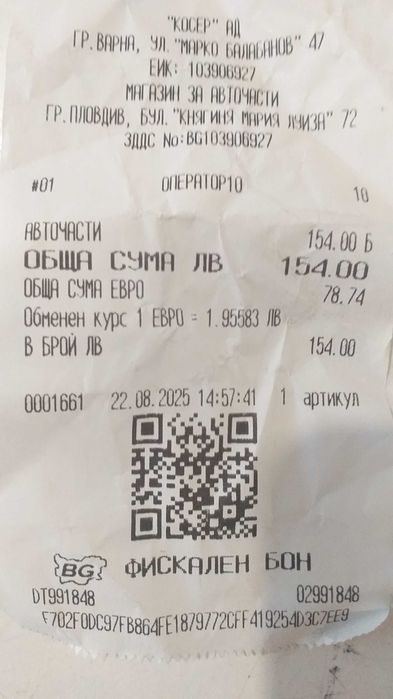 "КОСЕР" АД
ГР.ВАРНА, УЛ."МАРКО БАЛАБАНОВ" 47
ЕИК: 103906927
МАГАЗИН ЗА АВТОЧАСТИ
ГР.ПЛОВДИВ, БУЛ."КНЯГИНЯ МАРИЯ ЛУИЗА" 72
ЗДДС No:BG103906927
#01 ОПЕРАТОР10 10
АВТОЧАСТИ 154.00 Б
ОБЩА СУМА ЛВ 154.00
ОБЩА СУМА ЕВРО 78.74
Обменен курс 1 ЕВРО = 1.95583 ЛВ
В БРОЙ ЛВ 154.00
0001661 22.08.2025 14:57:41 1 артикул
BG ФИСКАЛЕН БОН
DT991848 02991848
F702F0DC97FB864FE1879772CFF419254D3C7EE9